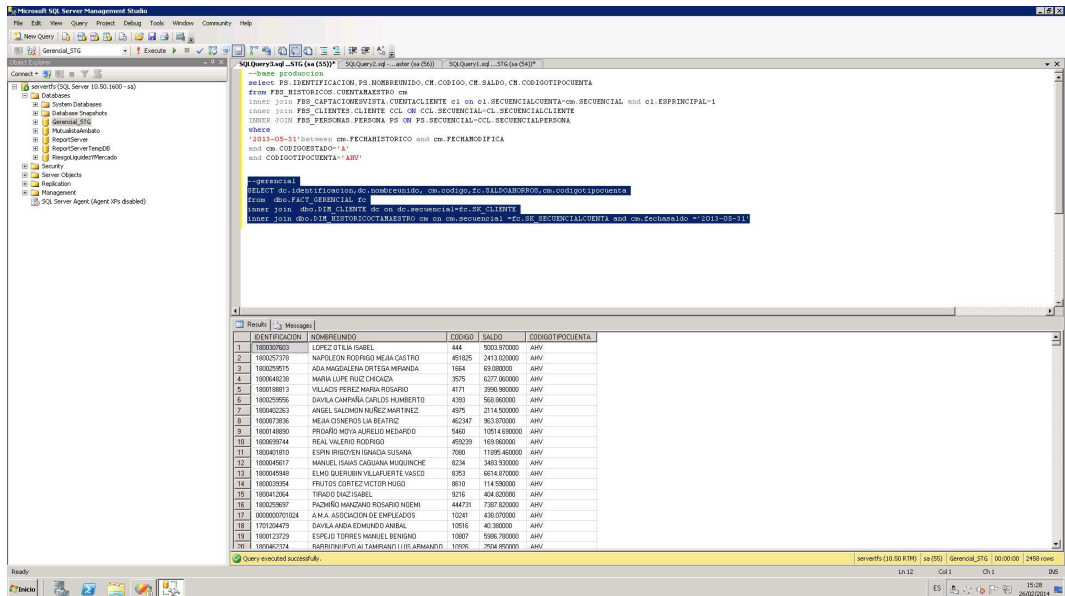 Microsoft SQL Server Management Studio
File Edit View Query Project Debug Tools Window Community Help
New Query
Gerencial_STG Execute
Object Explorer
Connect
servertfs (SQL Server 10.50.1600 - sa)
Databases
System Databases
Database Snapshots
Gerencial_STG
MutualistaAmbato
ReportServer
ReportServerTempDB
RiesgoLiquidezYMercado
Security
Server Objects
Replication
Management
SQL Server Agent (Agent XPs disabled)
SQLQuery3.sql ...STG (sa (55))* SQLQuery2.sql -...aster (sa (56)) SQLQuery1.sql ...STG (sa (54))*
--base produccion
select PS.IDENTIFICACION,PS.NOMBREUNIDO,CM.CODIGO,CM.SALDO,CM.CODIGOTIPOCUENTA
from FBS_HISTORICOS.CUENTAMAESTRO cm
inner join FBS_CAPTACIONESVISTA.CUENTACLIENTE cl on cl.SECUENCIALCUENTA=cm.SECUENCIAL and cl.ESPRINCIPAL=1
inner join FBS_CLIENTES.CLIENTE CCL ON CCL.SECUENCIAL=CL.SECUENCIALCLIENTE
INNER JOIN FBS_PERSONAS.PERSONA PS ON PS.SECUENCIAL=CCL.SECUENCIALPERSONA
where
'2013-05-31'between cm.FECHAHISTORICO and cm.FECHAMODIFICA
and cm.CODIGOESTADO='A'
and CODIGOTIPOCUENTA='AHV'
--gerencial
SELECT dc.identificacion,dc.nombreunido, cm.codigo,fc.SALDOAHORROS,cm.codigotipocuenta
from dbo.FACT_GERENCIAL fc
inner join dbo.DIM_CLIENTE dc on dc.secuencial=fc.SK_CLIENTE
inner join dbo.DIM_HISTORICOCTAMAESTRO cm on cm.secuencial =fc.SK_SECUENCIALCUENTA and cm.fechasaldo ='2013-05-31'
Results Messages
IDENTIFICACION NOMBREUNIDO CODIGO SALDO CODIGOTIPOCUENTA
1 1800307603 LOPEZ OTILIA ISABEL 444 5003.970000 AHV
2 1800257378 NAPOLEON RODRIGO MEJIA CASTRO 451825 2413.020000 AHV
3 1800259515 ADA MAGDALENA ORTEGA MIRANDA 1664 69.080000 AHV
4 1800648238 MARIA LUPE RUIZ CHICAIZA 3575 6277.060000 AHV
5 1800188813 VILLACIS PEREZ MARIA ROSARIO 4171 3990.980000 AHV
6 1800259556 DAVILA CAMPAÑA CARLOS HUMBERTO 4393 568.860000 AHV
7 1800402263 ANGEL SALOMON NUÑEZ MARTINEZ 4975 2114.500000 AHV
8 1800873836 MEJIA CISNEROS LIA BEATRIZ 462347 963.870000 AHV
9 1800148890 PROAÑO MOYA AURELIO MEDARDO 5460 10514.690000 AHV
10 1800699744 REAL VALERIO RODRIGO 459239 169.860000 AHV
11 1800401810 ESPIN IRIGOYEN IGNACIA SUSANA 7080 11895.460000 AHV
12 1800045617 MANUEL ISAIAS CAGUANA MUQUINCHE 8234 3483.930000 AHV
13 1800045948 ELMO QUERUBIN VILLAFUERTE VASCO 8353 6614.870000 AHV
14 1800039354 FRUTOS CORTEZ VICTOR HUGO 8610 114.590000 AHV
15 1800412064 TIRADO DIAZ ISABEL 9216 404.820000 AHV
16 1800259697 PAZMIÑO MANZANO ROSARIO NOEMI 444731 7387.820000 AHV
17 0000000701024 A.M.A. ASOCIACION DE EMPLEADOS 10241 438.070000 AHV
18 1701204479 DAVILA ANDA EDMUNDO ANIBAL 10516 40.380000 AHV
19 1800123729 ESPEJO TORRES MANUEL BENIGNO 10807 5986.780000 AHV
20 1800462374 BARRIONUEVO ALTAMIRANO LUIS ARMANDO 10926 2504.850000 AHV
Query executed successfully. servertfs (10.50 RTM) sa (55) Gerencial_STG 00:00:00 2458 rows
Ready Ln 12 Col 1 Ch 1 INS
Inicio ES 15:28
26/02/2014